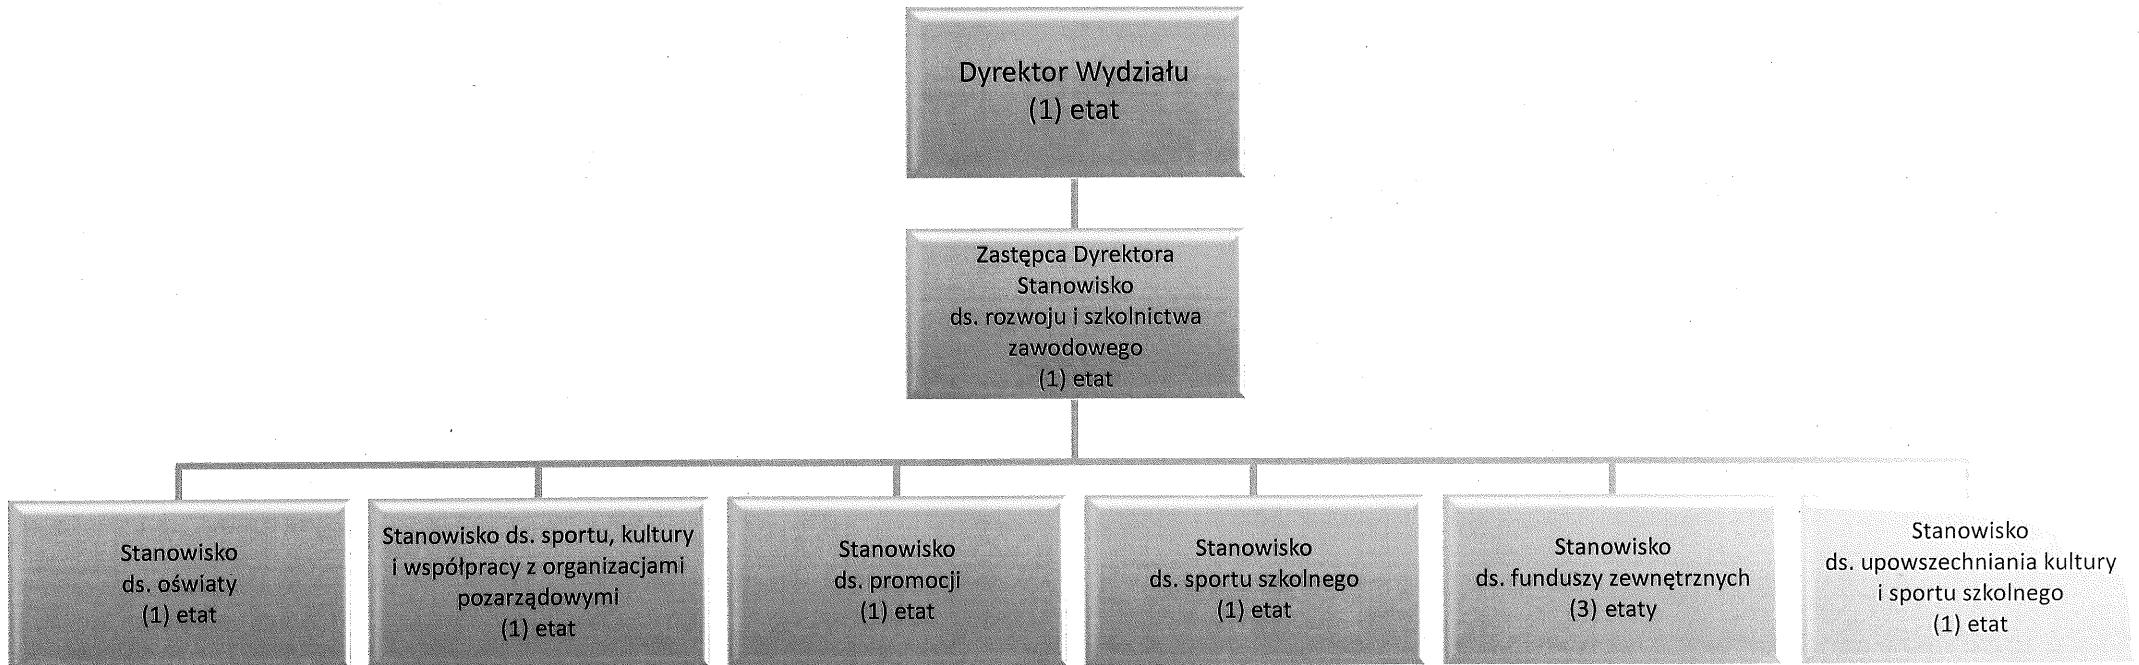 Dyrektor Wydziału
(1) etat
Zastępca Dyrektora
Stanowisko
ds. rozwoju i szkolnictwa
zawodowego
(1) etat
Stanowisko
ds. oświaty
(1) etat
Stanowisko ds. sportu, kultury
i współpracy z organizacjami
pozarządowymi
(1) etat
Stanowisko
ds. promocji
(1) etat
Stanowisko
ds. sportu szkolnego
(1) etat
Stanowisko
ds. funduszy zewnętrznych
(3) etaty
Stanowisko
ds. upowszechniania kultury
i sportu szkolnego
(1) etat